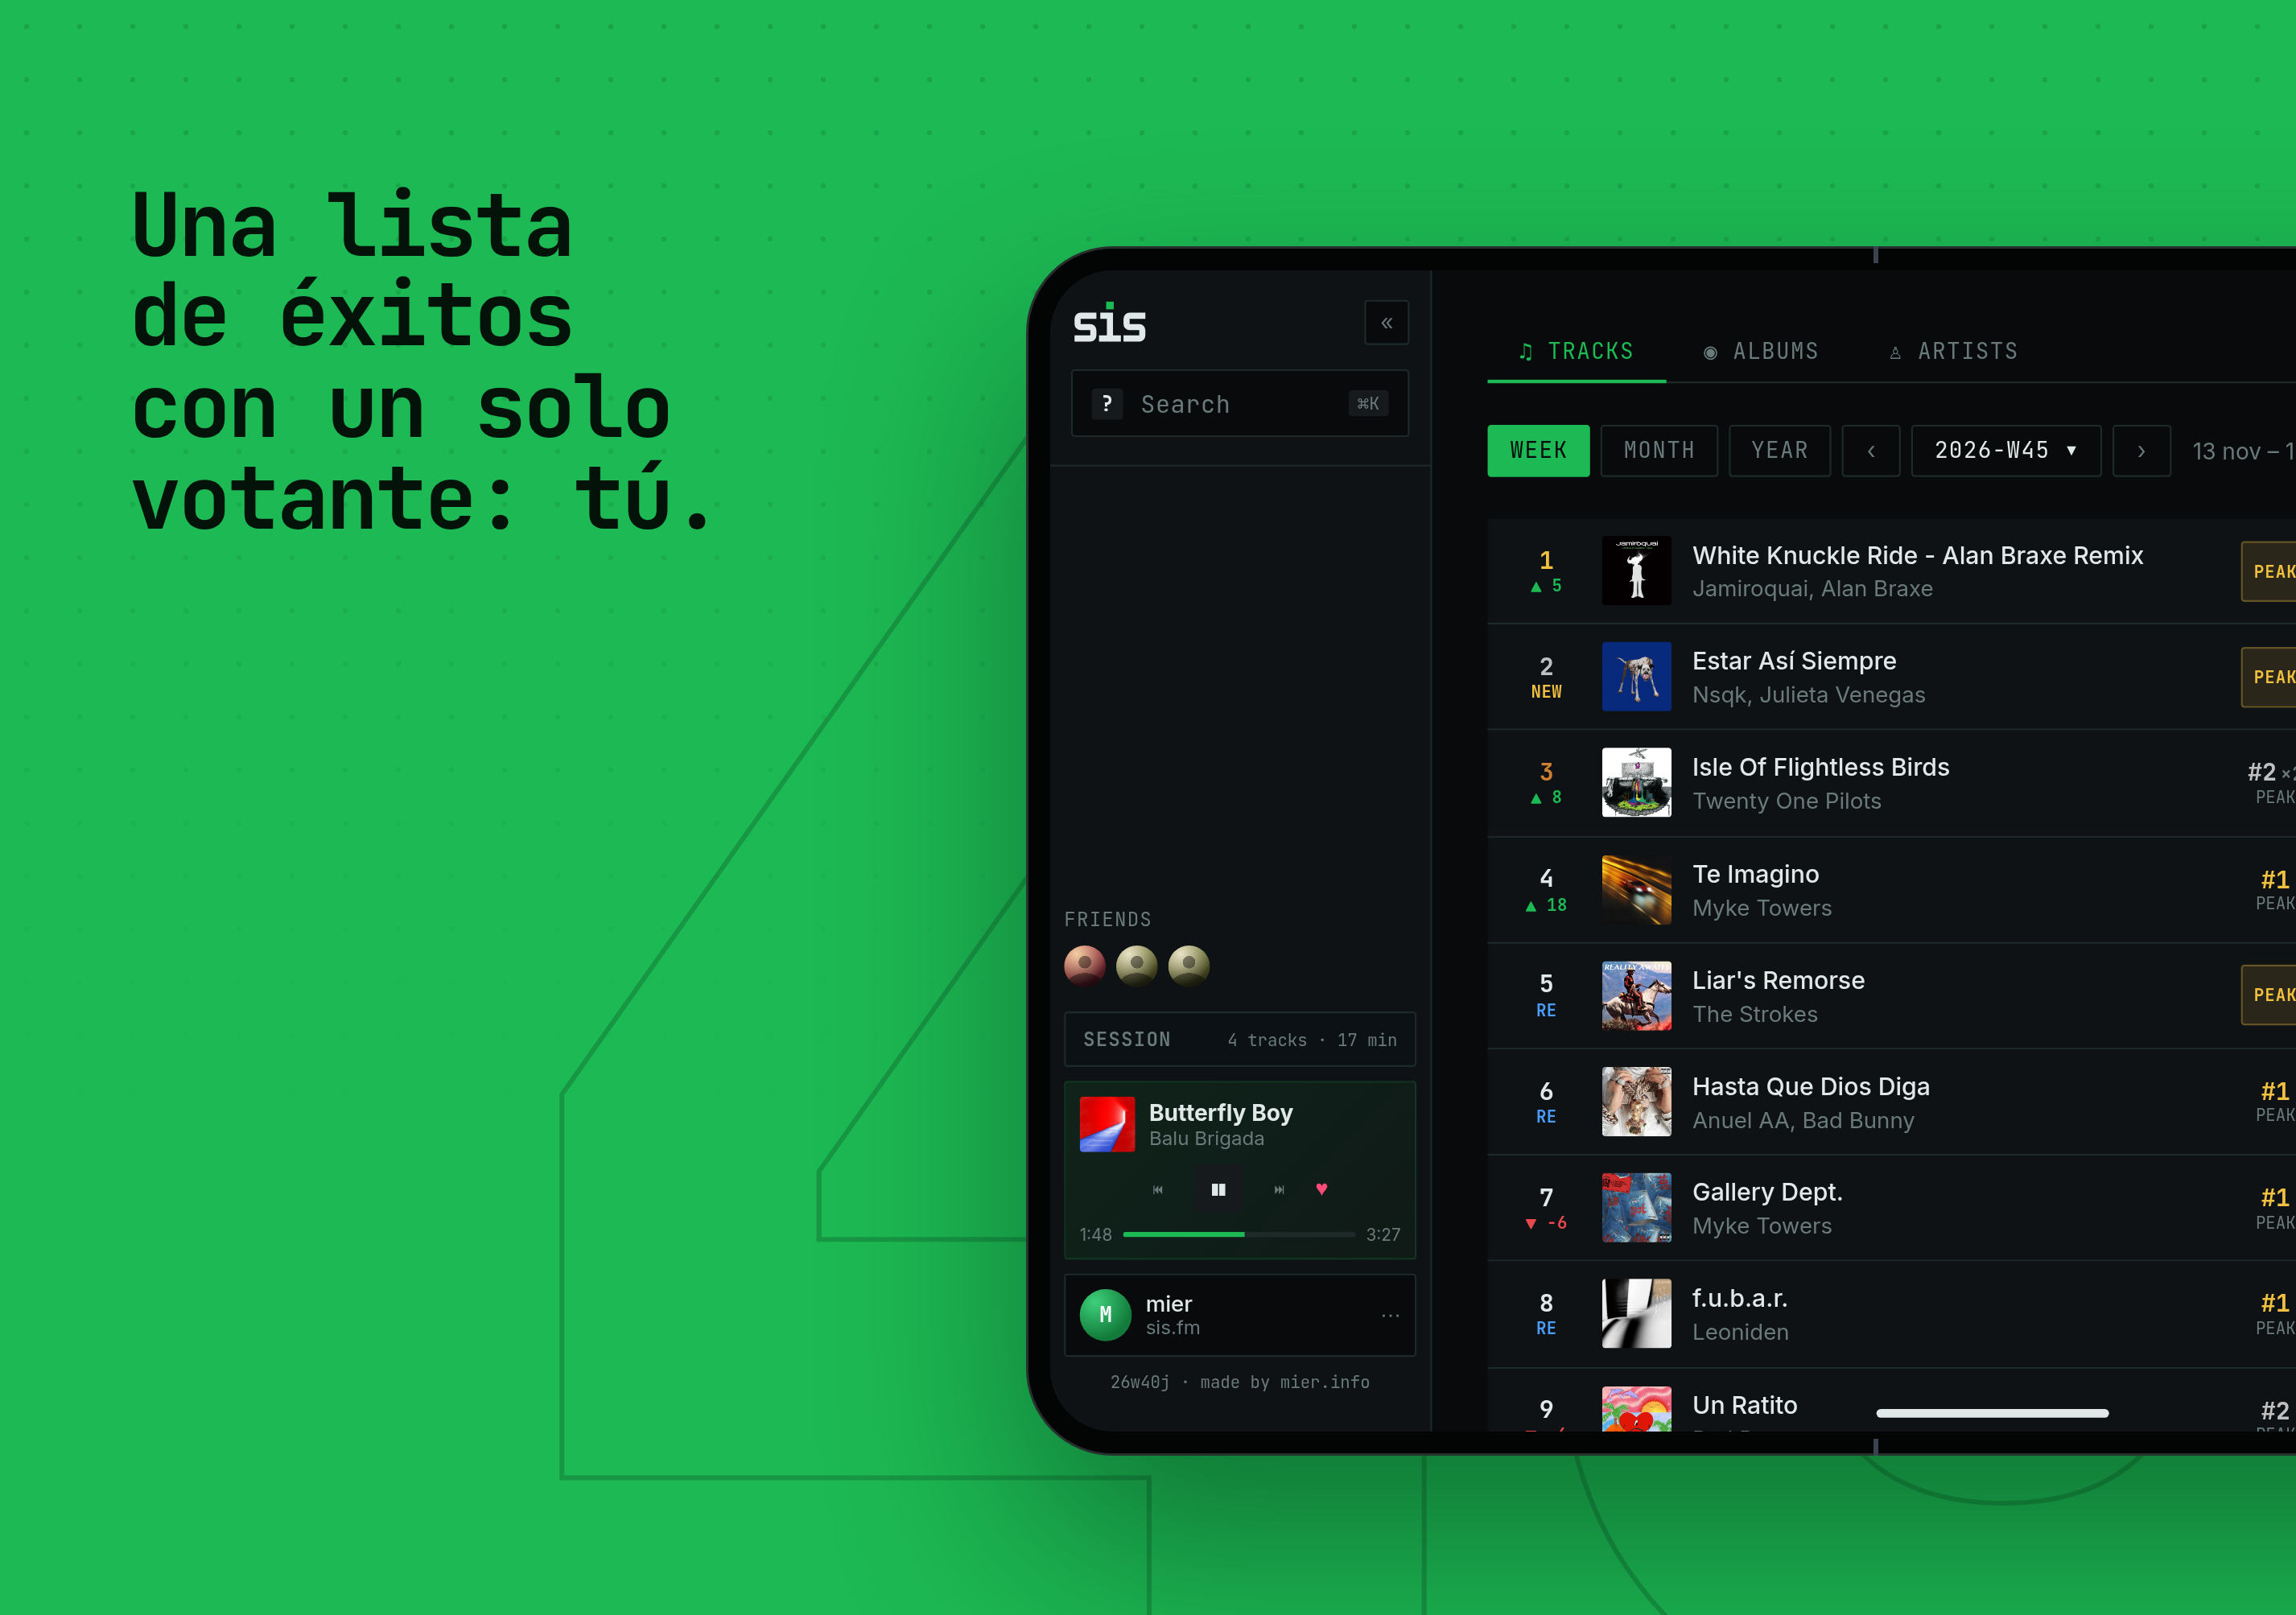 Una lista
de éxitos
con un solo
votante: tú.
sis
«
? Search ⌘K
FRIENDS
SESSION 4 tracks · 17 min
Butterfly Boy
Balu Brigada
1:48 3:27
M mier
sis.fm
26w40j · made by mier.info
TRACKS ALBUMS ARTISTS
WEEK MONTH YEAR ‹ 2026-W45 ▾ › 13 nov – 1
1 White Knuckle Ride - Alan Braxe Remix PEAK
▲ 5 Jamiroquai, Alan Braxe
2 Estar Así Siempre PEAK
NEW Nsqk, Julieta Venegas
3 Isle Of Flightless Birds #2
▲ 8 Twenty One Pilots PEAK
4 Te Imagino #1
▲ 18 Myke Towers PEAK
5 Liar's Remorse PEAK
RE The Strokes
6 Hasta Que Dios Diga #1
RE Anuel AA, Bad Bunny PEAK
7 Gallery Dept. #1
▼ -6 Myke Towers PEAK
8 f.u.b.a.r. #1
RE Leoniden PEAK
9 Un Ratito #2